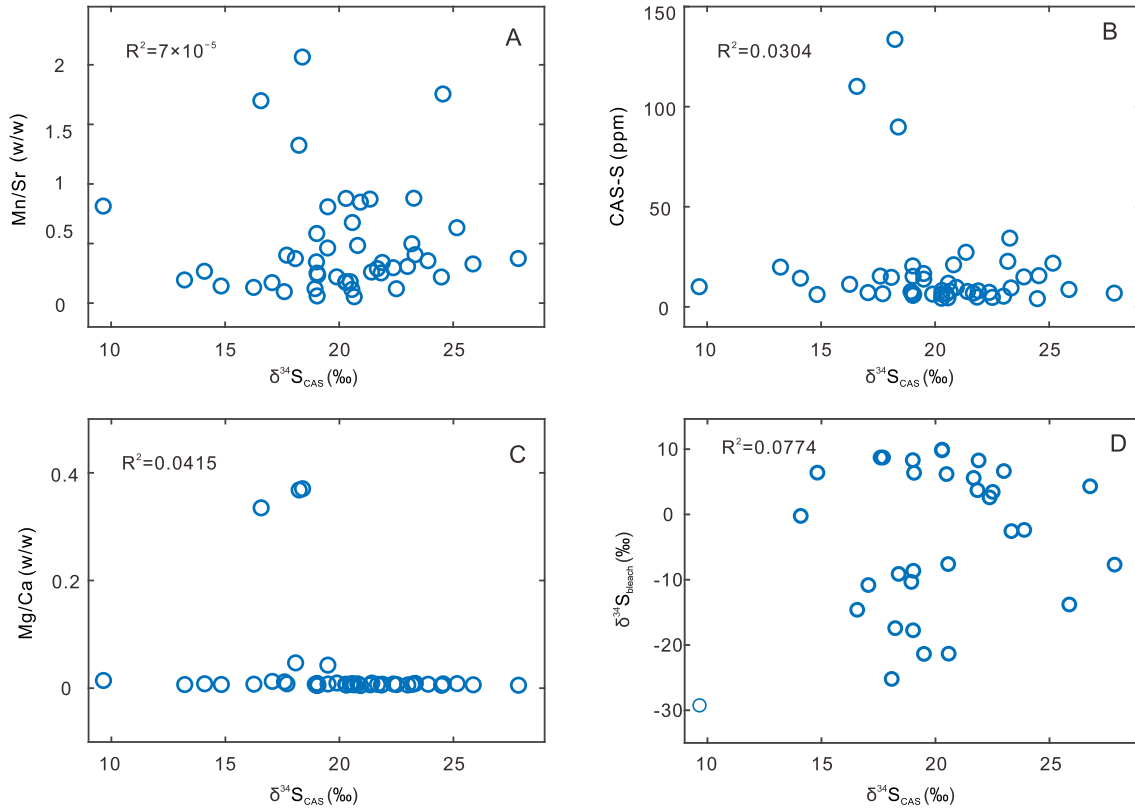 A
R²=7×10⁻⁵
Mn/Sr (w/w)
2
1.5
1
0.5
0
10 15 20 25
δ³⁴S_CAS (‰)
B
R²=0.0304
CAS-S (ppm)
150
100
50
0
10 15 20 25
δ³⁴S_CAS (‰)
C
R²=0.0415
Mg/Ca (w/w)
0.4
0.2
0
10 15 20 25
δ³⁴S_CAS (‰)
D
R²=0.0774
δ³⁴S_bleach (‰)
10
0
-10
-20
-30
10 15 20 25
δ³⁴S_CAS (‰)